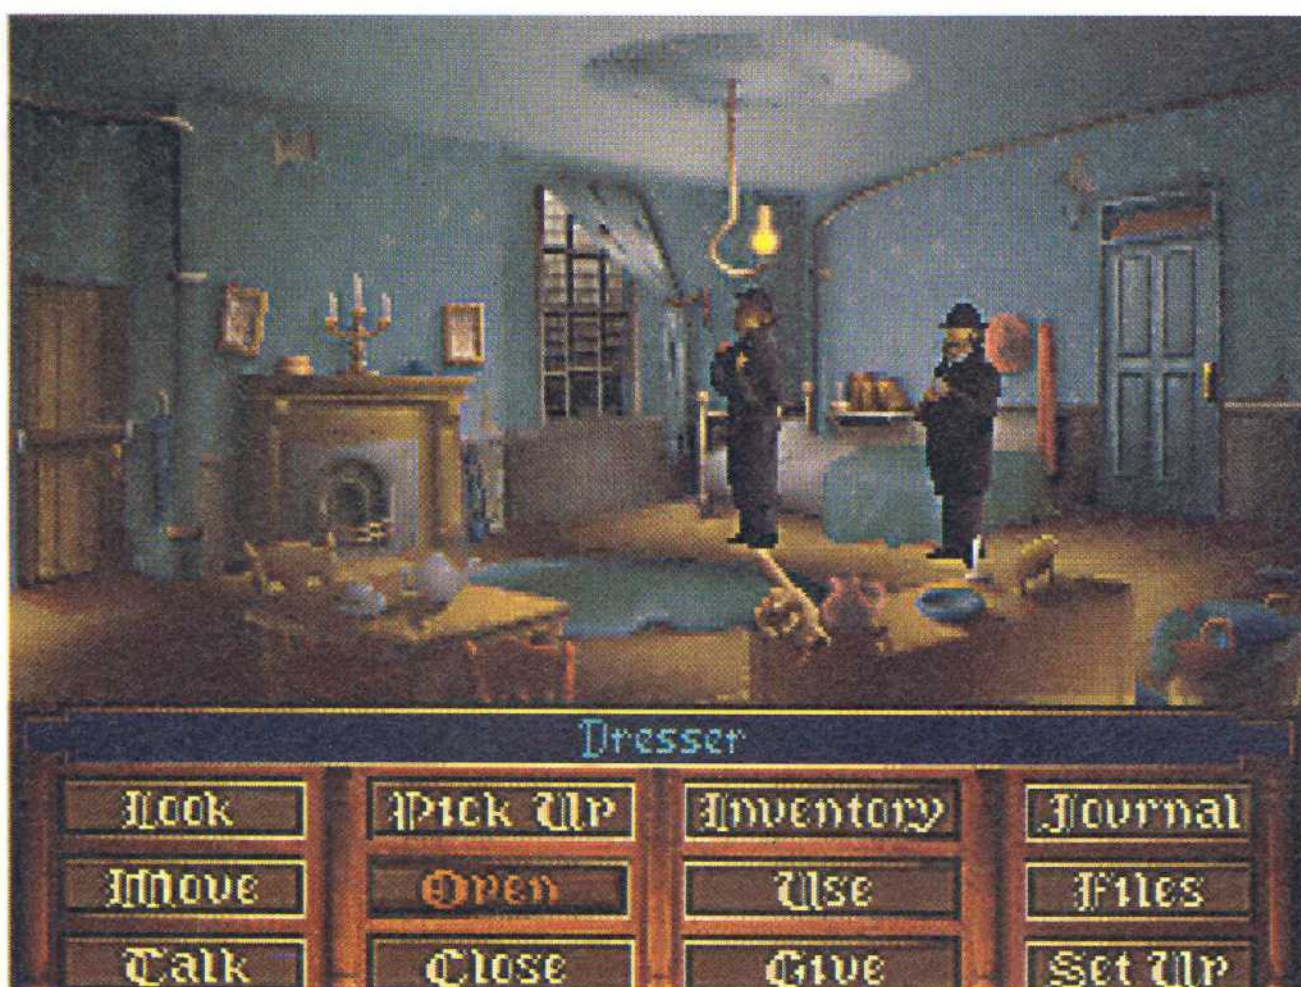 Dresser
Look Pick Up Inventory Journal
Move Open Use Files
Talk Close Give Set Up